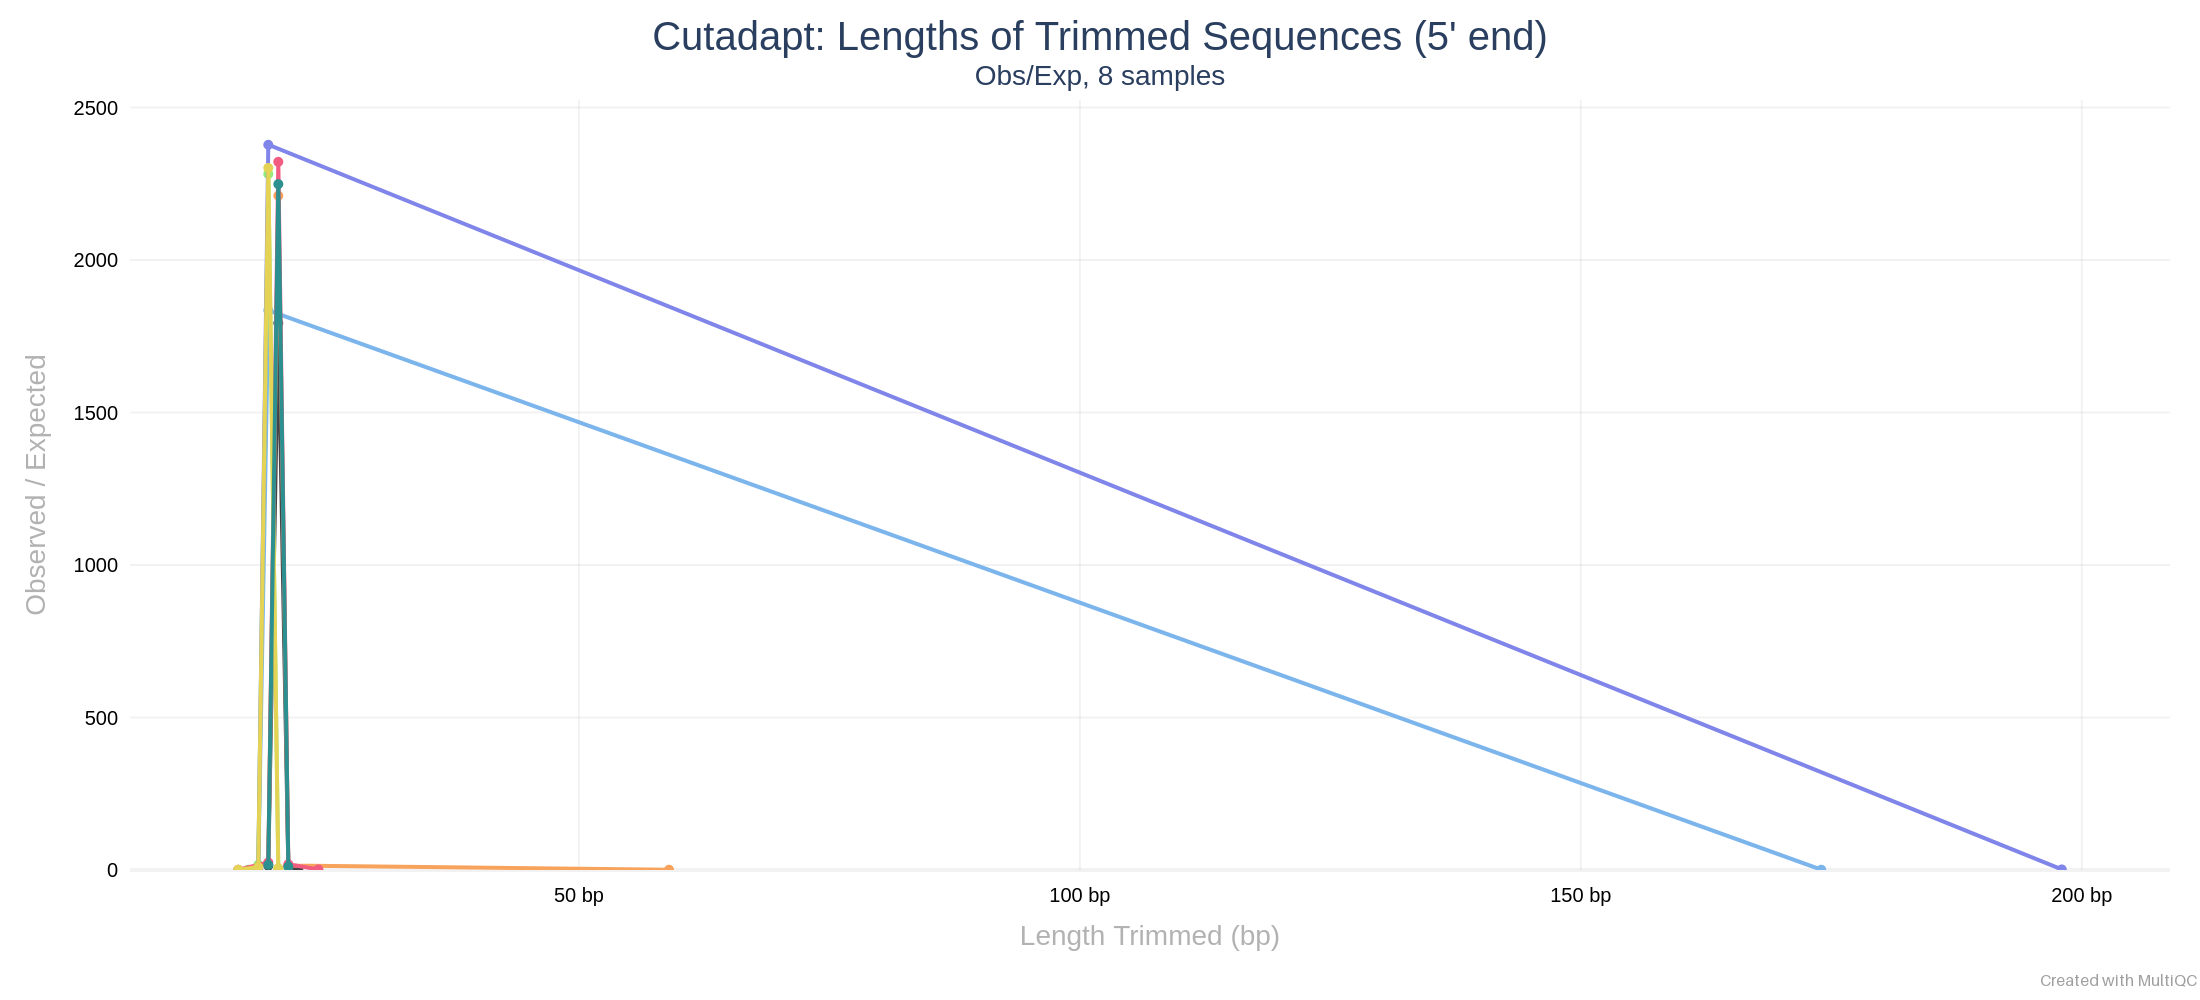 Cutadapt: Lengths of Trimmed Sequences (5' end)
Obs/Exp, 8 samples
2500
2000
1500
1000
500
0
Observed / Expected
50 bp
100 bp
150 bp
200 bp
Length Trimmed (bp)
Created with MultiQC